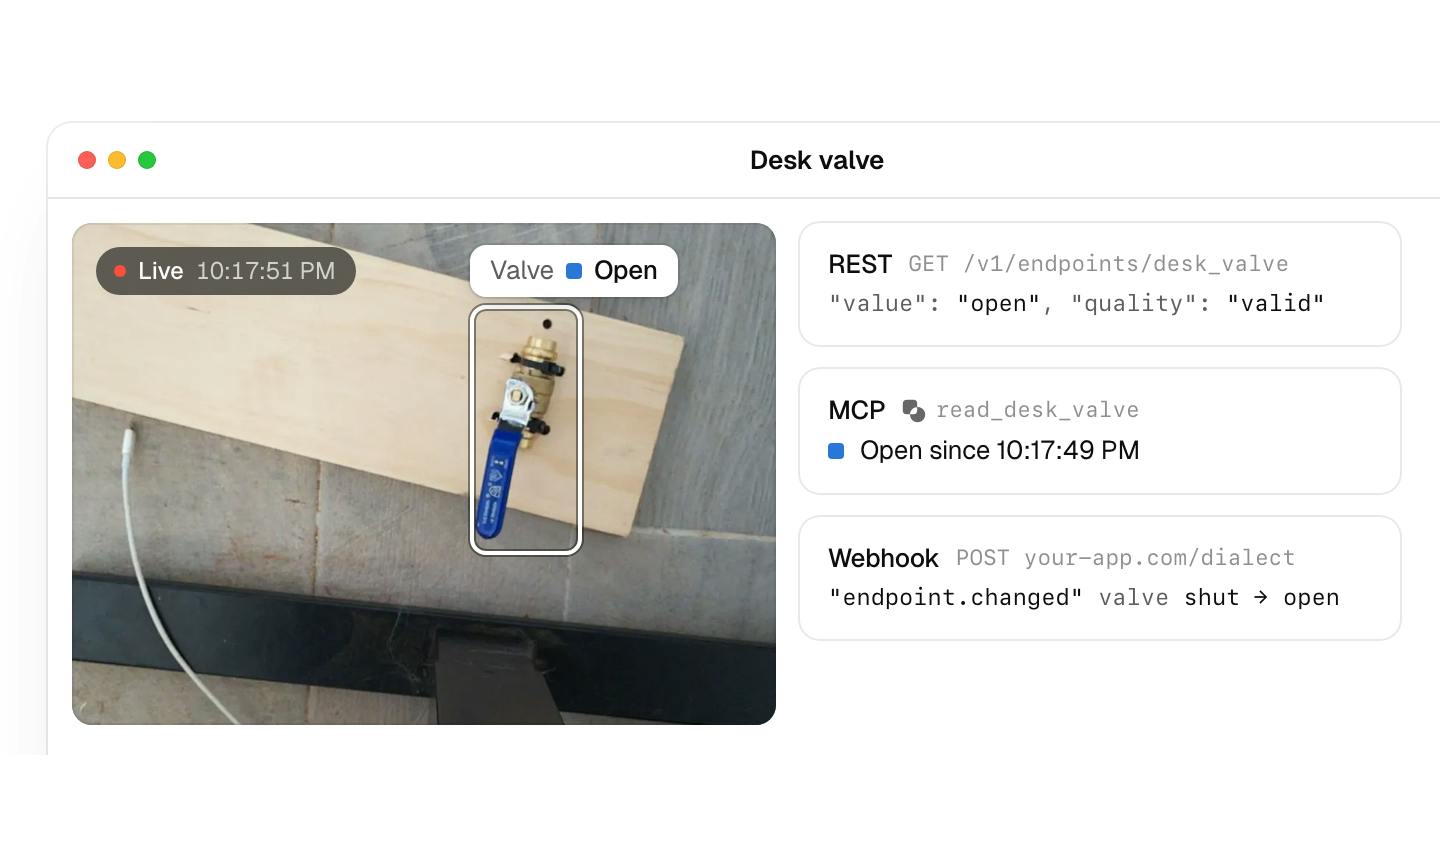 Desk valve
Live 10:17:51 PM
Valve Open
REST GET /v1/endpoints/desk_valve
"value": "open", "quality": "valid"
MCP read_desk_valve
Open since 10:17:49 PM
Webhook POST your-app.com/dialect
"endpoint.changed" valve shut → open